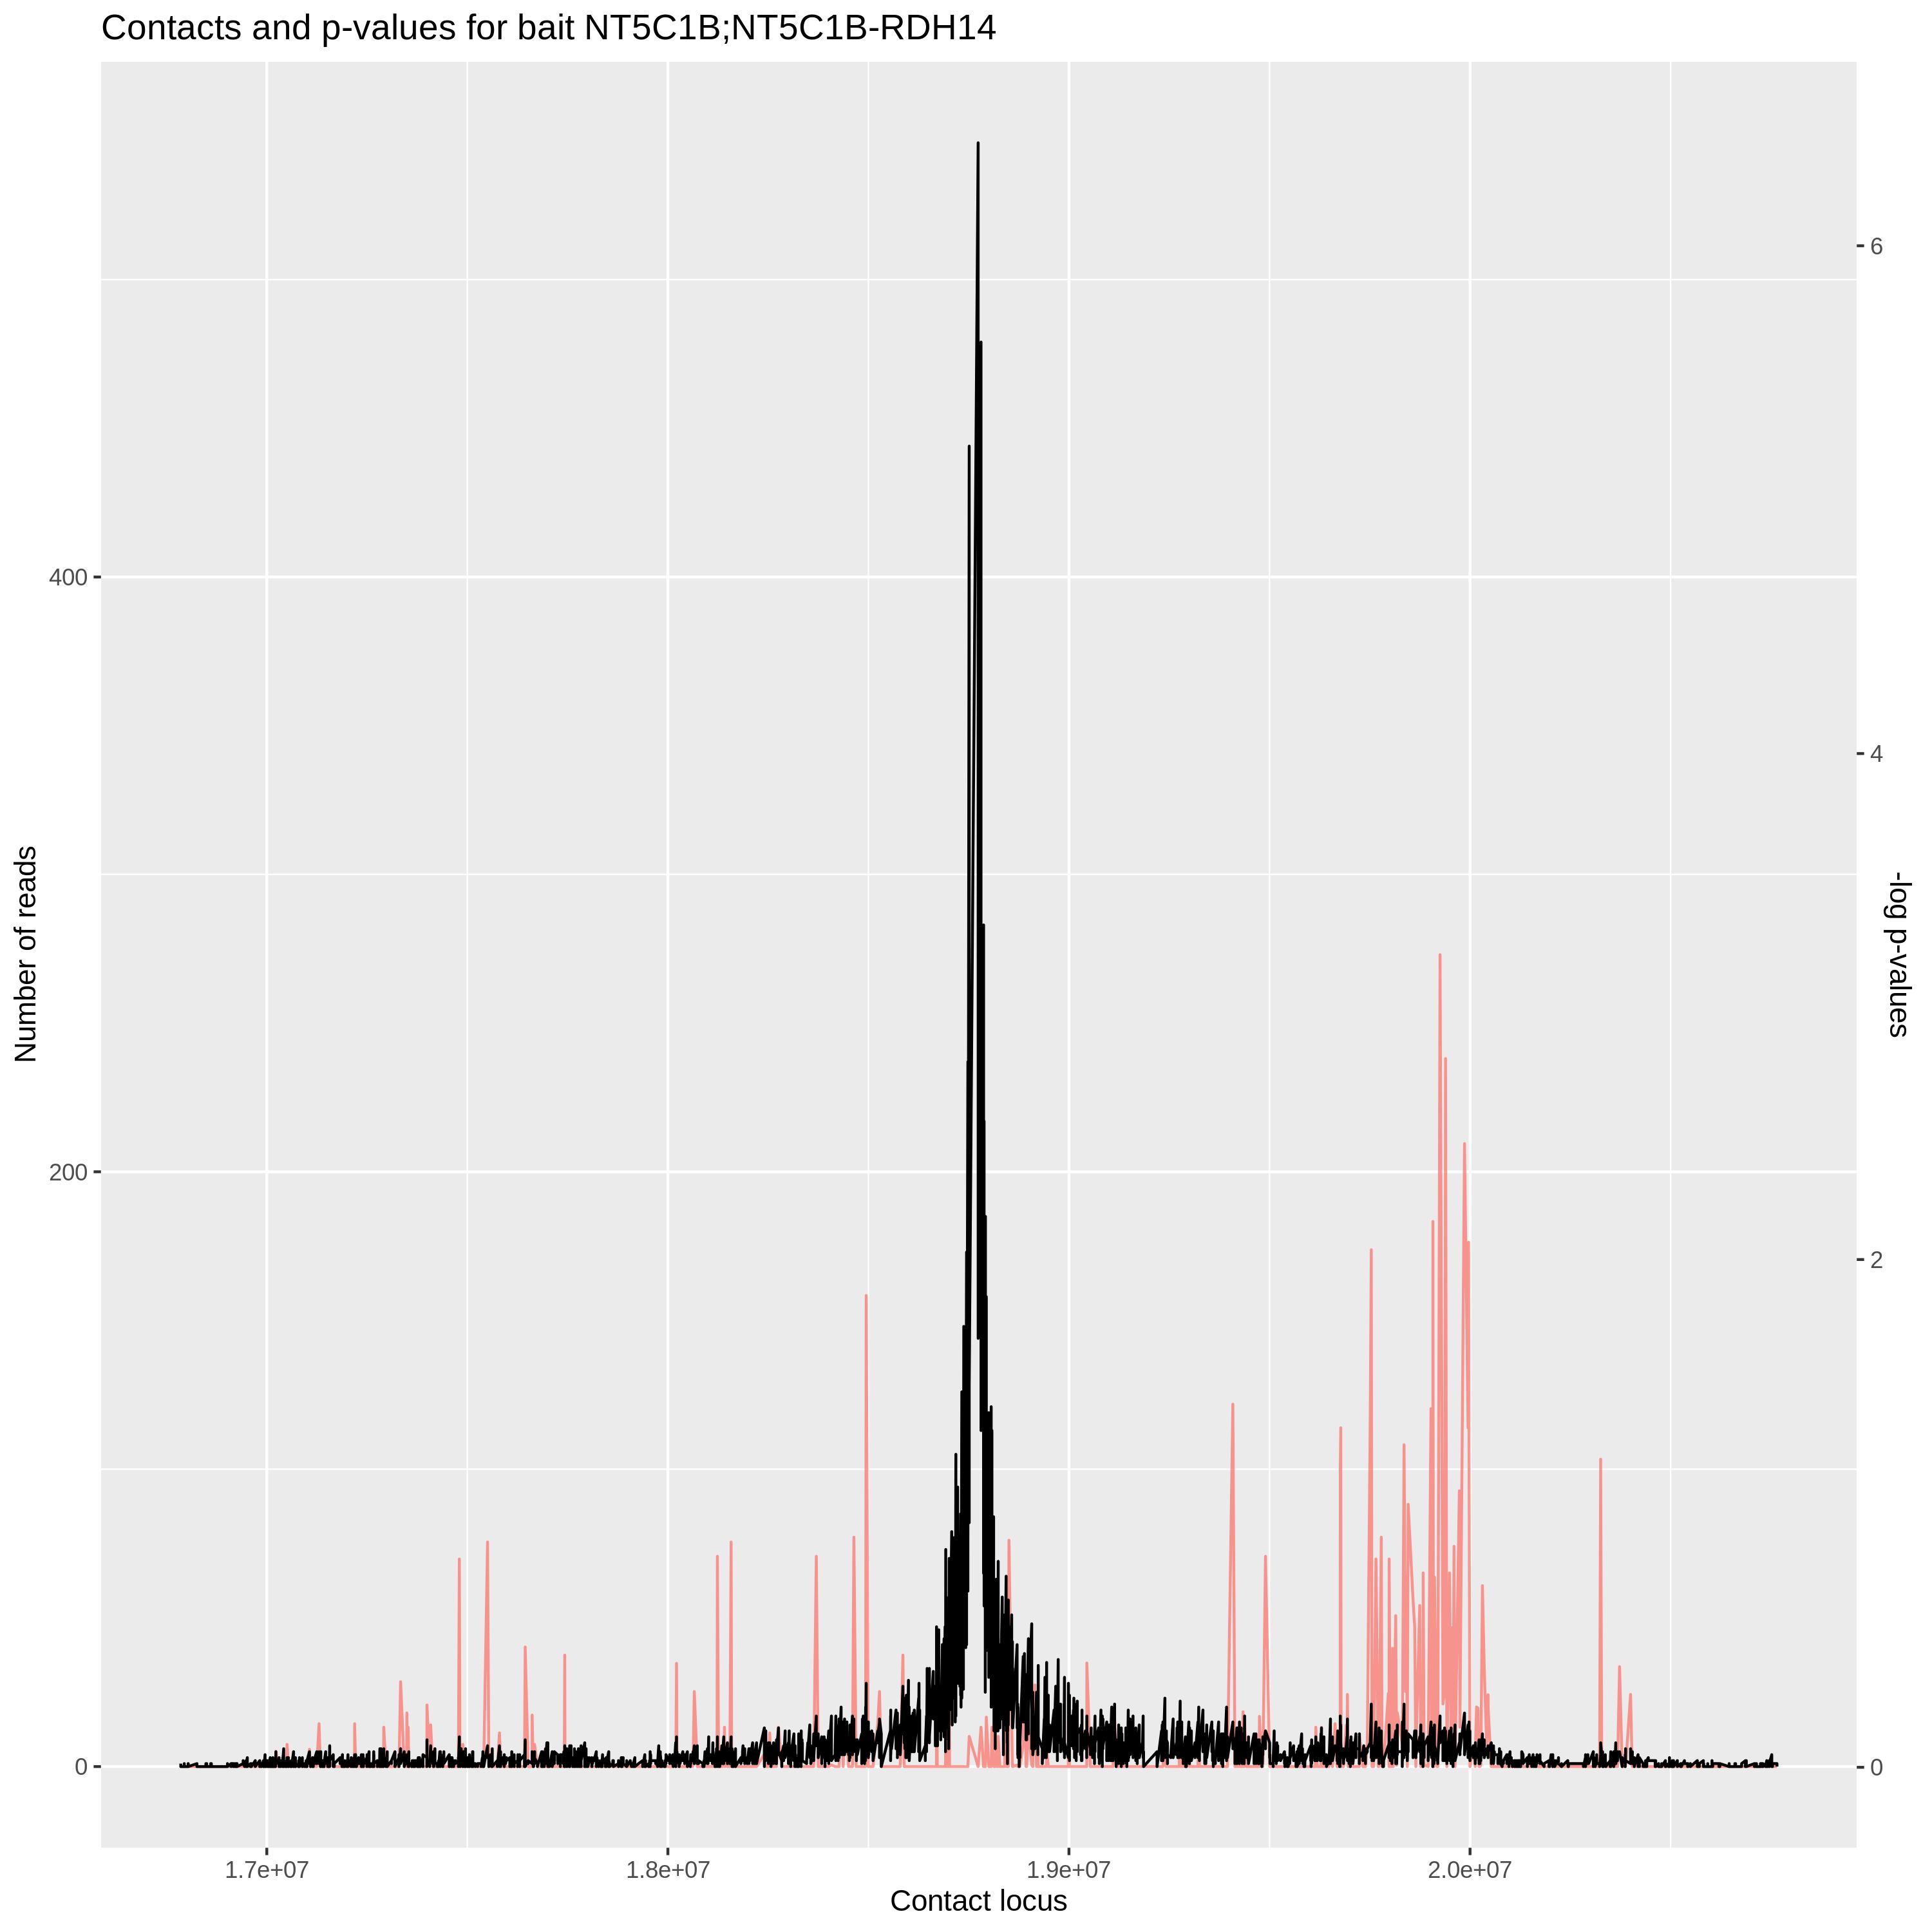 Contacts and p-values for bait NT5C1B;NT5C1B-RDH14
Number of reads
400
200
0
-log p-values
6
4
2
0
1.7e+07
1.8e+07
1.9e+07
2.0e+07
Contact locus